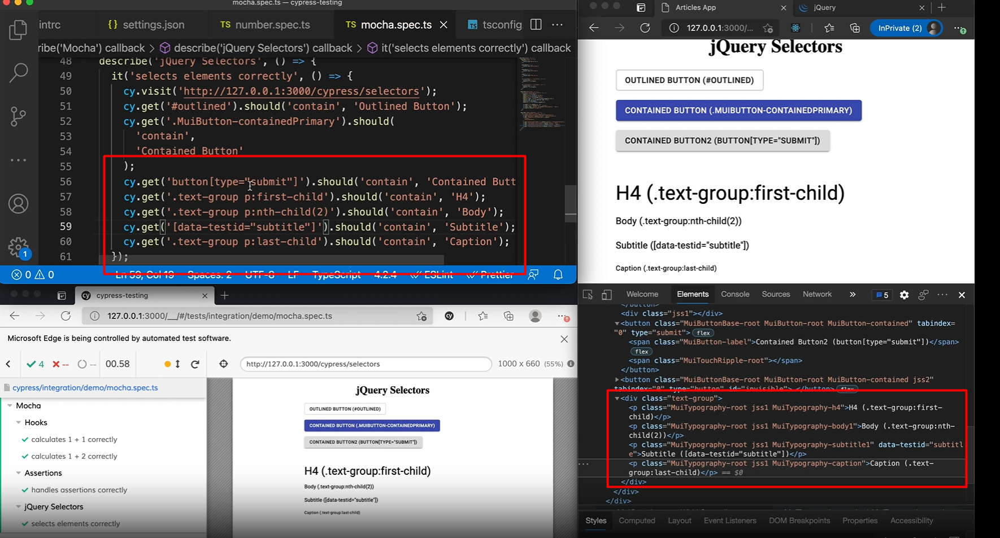 mocha.spec.ts — cypress-testing
intrc
{} settings.json
TS number.spec.ts
TS mocha.spec.ts
TS tsconfig.
ribe('Mocha') callback > describe('jQuery Selectors') callback > it('selects elements correctly') callback
48 describe('jQuery Selectors', () => {
49 it('selects elements correctly', () => {
50 cy.visit('http://127.0.0.1:3000/cypress/selectors');
51 cy.get('#outlined').should('contain', 'Outlined Button');
52 cy.get('.MuiButton-containedPrimary').should(
53 'contain',
54 'Contained Button'
55 );
56 cy.get('button[type="submit"]').should('contain', 'Contained Butt
57 cy.get('.text-group p:first-child').should('contain', 'H4');
58 cy.get('.text-group p:nth-child(2)').should('contain', 'Body');
59 cy.get('[data-testid="subtitle"]').should('contain', 'Subtitle');
60 cy.get('.text-group p:last-child').should('contain', 'Caption');
61 });
1
0 0
Ln 59, Col 19 Spaces: 2 UTF-8 LF TypeScript 4.2.4 ESLint Prettier
Articles App
jQuery
127.0.0.1:3000/...
InPrivate (2)
jQuery Selectors
OUTLINED BUTTON (#OUTLINED)
CONTAINED BUTTON (.MUIBUTTON-CONTAINEDPRIMARY)
CONTAINED BUTTON2 (BUTTON[TYPE="SUBMIT"])
H4 (.text-group:first-child)
Body (.text-group:nth-child(2))
Subtitle ([data-testid="subtitle"])
Caption (.text-group:last-child)
cy cypress-testing
127.0.0.1:3000/__/#/tests/integration/demo/mocha.spec.ts
cy
Microsoft Edge is being controlled by automated test software.
4 -- -- 00.58
http://127.0.0.1:3000/cypress/selectors
1000 x 660 (55%)
cypress/integration/demo/mocha.spec.ts
Mocha
Hooks
calculates 1 + 1 correctly
calculates 1 + 2 correctly
Assertions
handles assertions correctly
jQuery Selectors
selects elements correctly
jQuery Selectors
OUTLINED BUTTON (#OUTLINED)
CONTAINED BUTTON (.MUIBUTTON-CONTAINEDPRIMARY)
CONTAINED BUTTON2 (BUTTON[TYPE="SUBMIT"])
H4 (.text-group:first-child)
Body (.text-group:nth-child(2))
Subtitle ([data-testid="subtitle"])
Caption (.text-group:last-child)
Welcome Elements Console Sources Network » 5
</button>
<div class="jss1"></div>
<button class="MuiButtonBase-root MuiButton-root MuiButton-contained" tabindex=
"0" type="submit"> flex
<span class="MuiButton-label">Contained Button2 (button[type="submit"])</span>
flex
<span class="MuiTouchRipple-root"></span>
</button>
<button class="MuiButtonBase-root MuiButton-root MuiButton-contained jss2"
tabindex="0" type="button" id="invisible"> </button> flex
<div class="text-group">
<p class="MuiTypography-root jss1 MuiTypography-h4">H4 (.text-group:first-
child)</p>
<p class="MuiTypography-root jss1 MuiTypography-body1">Body (.text-group:nth-
child(2))</p>
<p class="MuiTypography-root jss1 MuiTypography-subtitle1" data-testid="subtitl
e">Subtitle ([data-testid="subtitle"])</p>
<p class="MuiTypography-root jss1 MuiTypography-caption">Caption (.text-
group:last-child)</p> == $0
</div>
</div>
</div>
Styles Computed Layout Event Listeners DOM Breakpoints Properties Accessibility